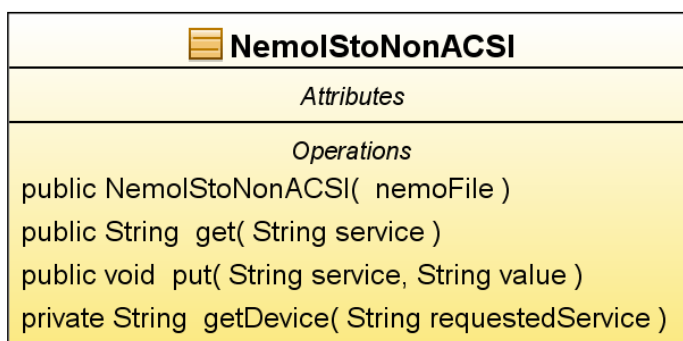 NemoIStoNonACSI
Attributes
Operations
public NemoIStoNonACSI( nemoFile )
public String get( String service )
public void put( String service, String value )
private String getDevice( String requestedService )